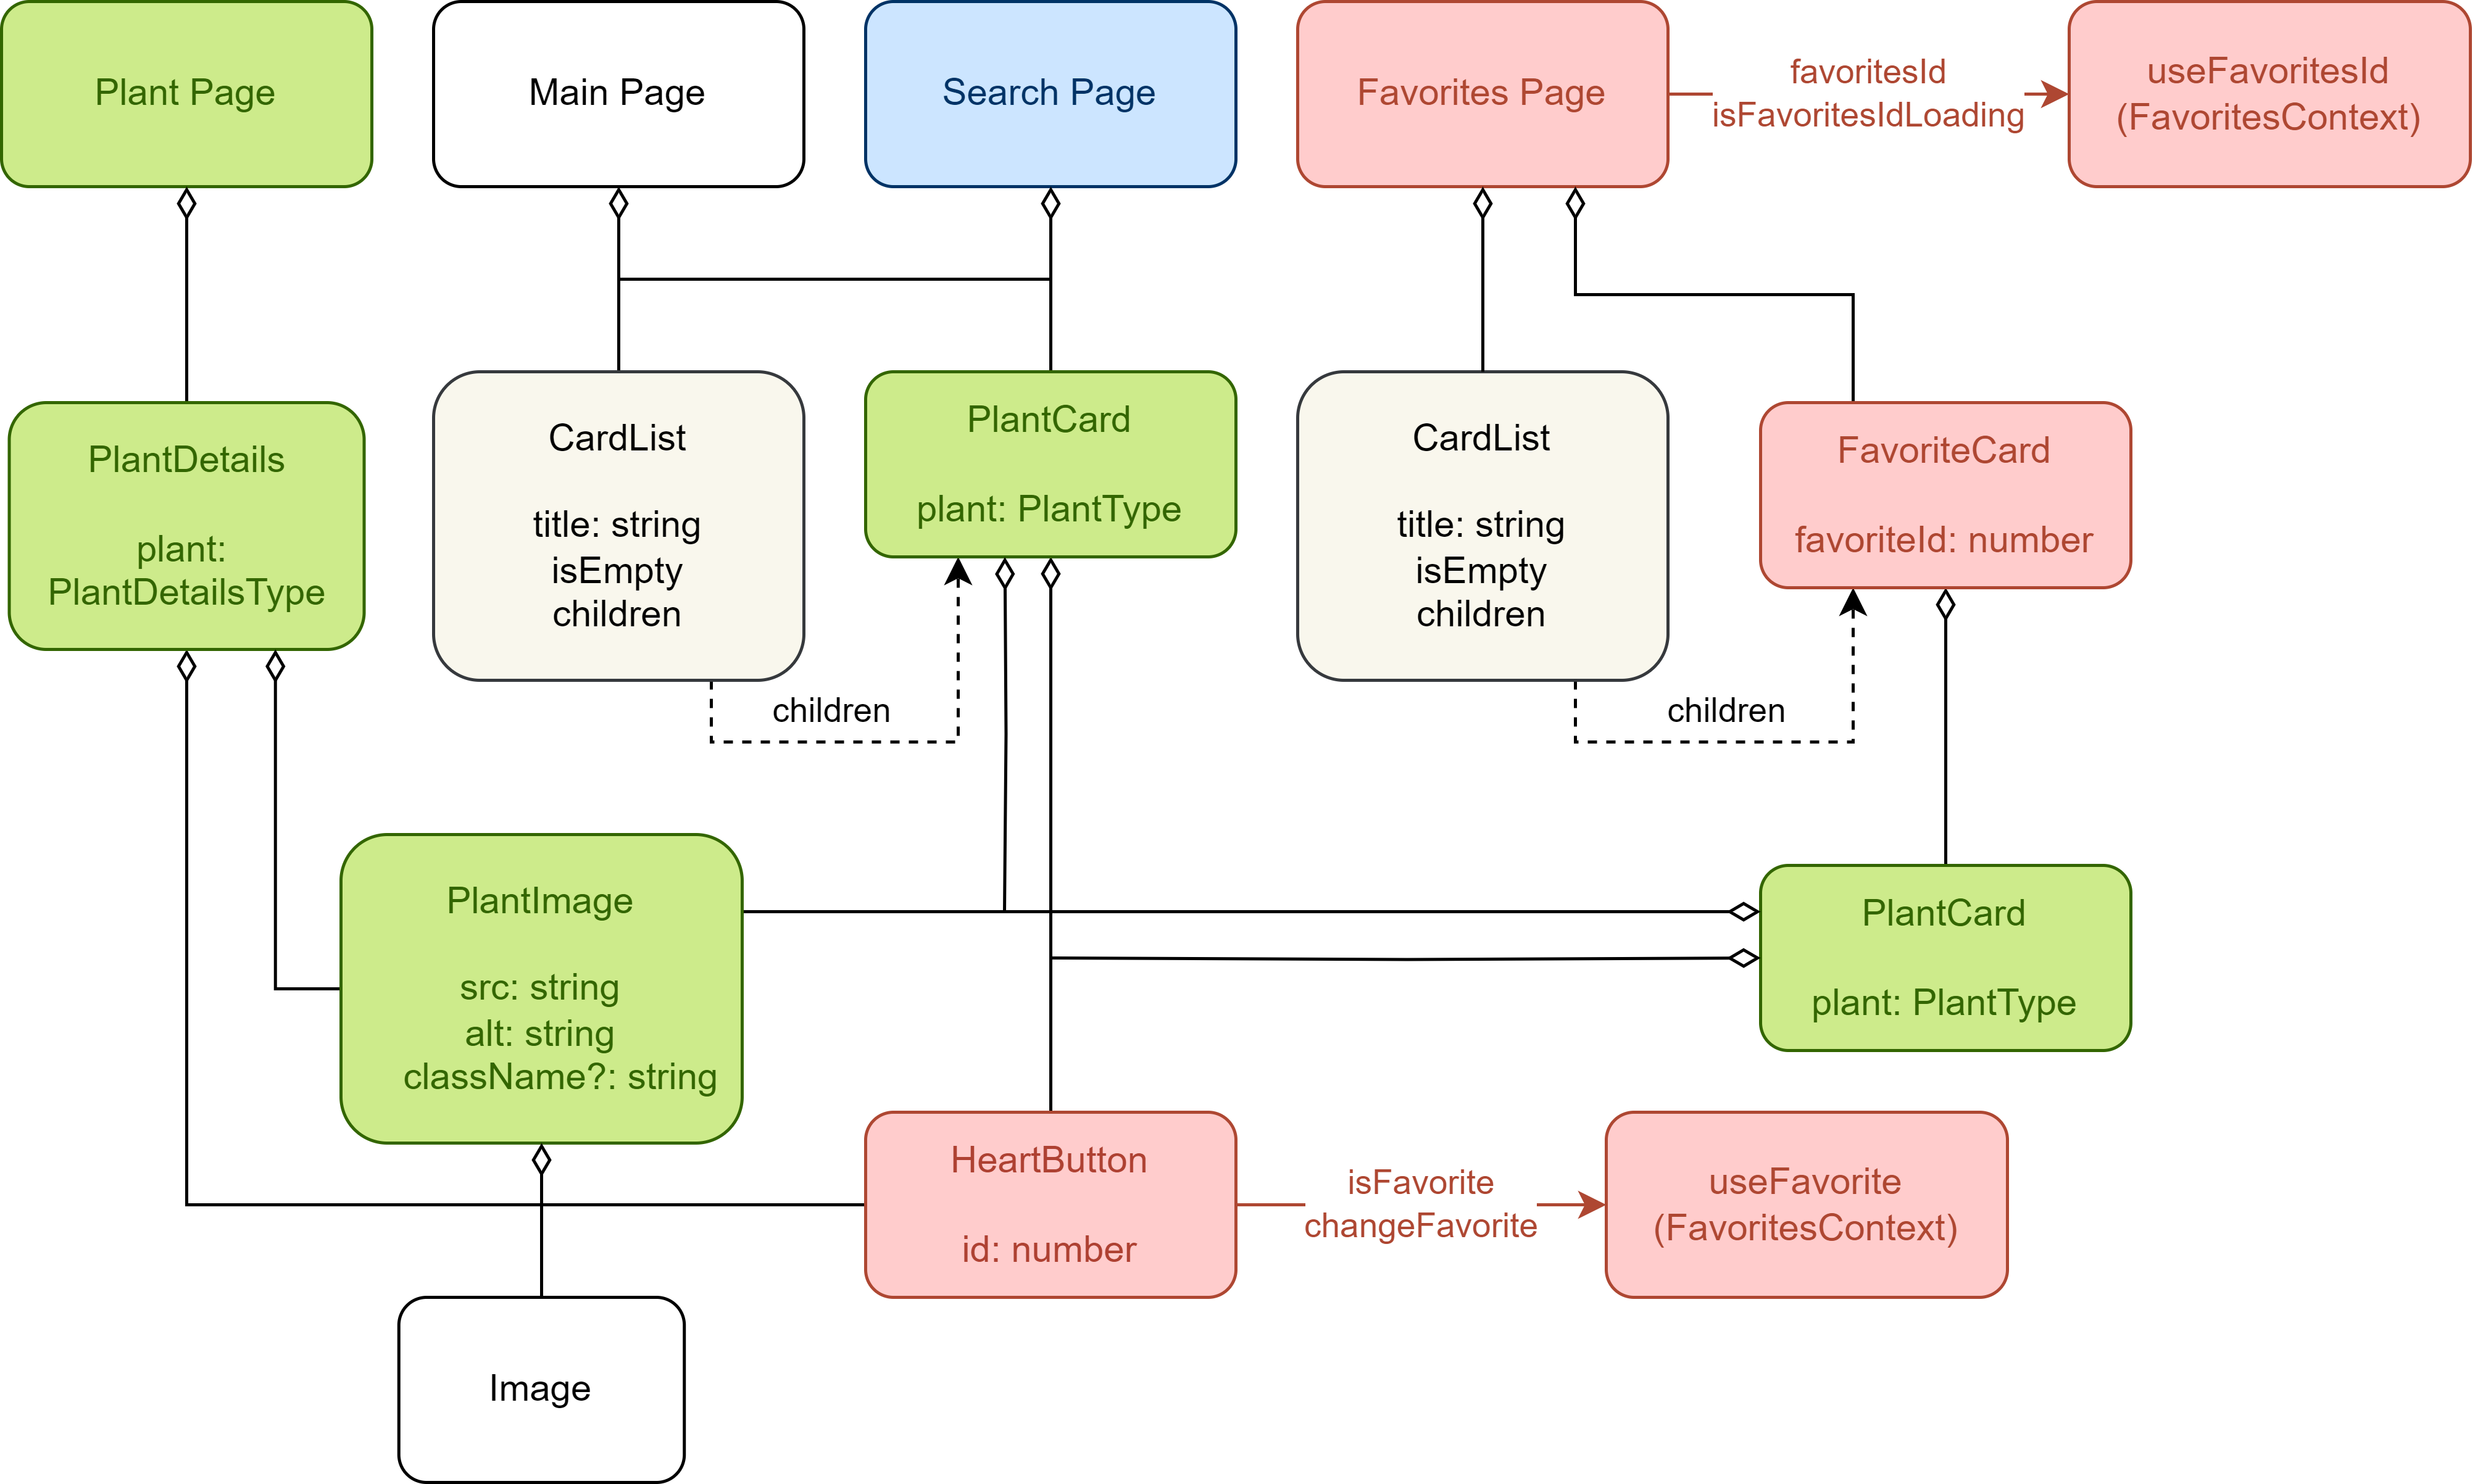 Plant Page
Main Page
Search Page
Favorites Page
favoritesId
isFavoritesIdLoading
useFavoritesId
(FavoritesContext)
PlantDetails
plant:
PlantDetailsType
CardList
title: string
isEmpty
children
PlantCard
plant: PlantType
CardList
title: string
isEmpty
children
FavoriteCard
favoriteId: number
children
children
PlantImage
src: string
alt: string
className?: string
PlantCard
plant: PlantType
HeartButton
id: number
isFavorite
changeFavorite
useFavorite
(FavoritesContext)
Image